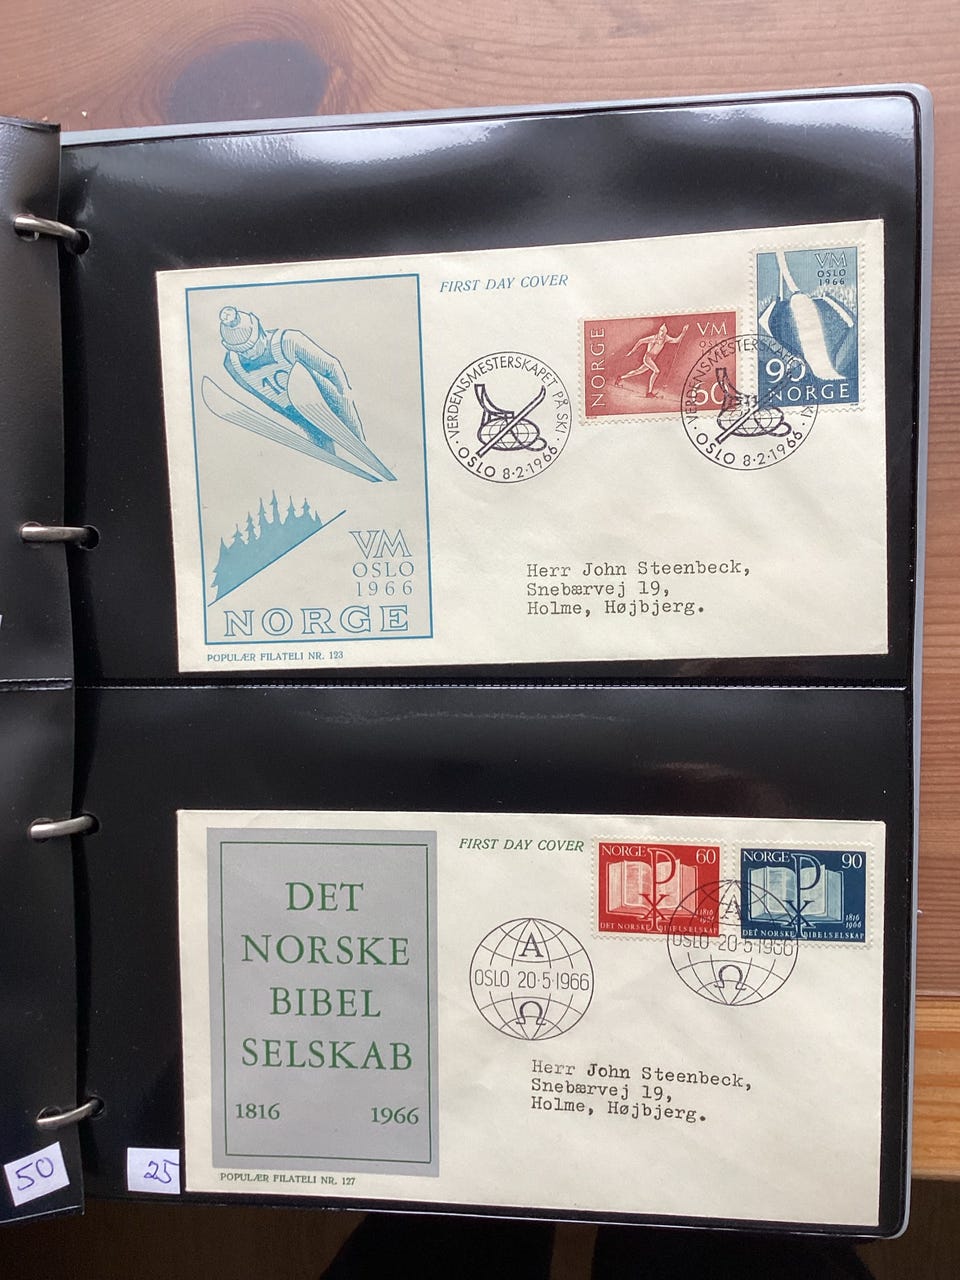 FIRST DAY COVER
VM
OSLO
1966
NORGE
POPULÆR FILATELI NR. 123
VERDENSMESTERSKAPET PÅ SKI · OSLO 8·2·1966 ·
NORGE
VM
60
VERDENSMESTERSKAPET PÅ SKI · OSLO 8·2·1966 ·
VM
OSLO
1966
90
NORGE
Herr John Steenbeck,
Snebærvej 19,
Holme, Højbjerg.
DET
NORSKE
BIBEL
SELSKAB
1816 1966
POPULÆR FILATELI NR. 127
FIRST DAY COVER
A
OSLO 20·5·1966
Ω
NORGE 60
1816
1966
DET NORSKE BIBELSELSKAP
NORGE 90
1816
1966
DET NORSKE BIBELSELSKAP
A
OSLO 20·5·1966
Ω
Herr John Steenbeck,
Snebærvej 19,
Holme, Højbjerg.
50
25